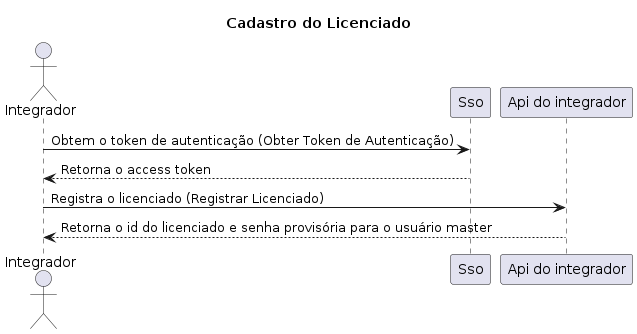 Cadastro do Licenciado
Integrador
Sso
Api do integrador
Obtem o token de autenticação (Obter Token de Autenticação)
Retorna o access token
Registra o licenciado (Registrar Licenciado)
Retorna o id do licenciado e senha provisória para o usuário master
Integrador
Sso
Api do integrador